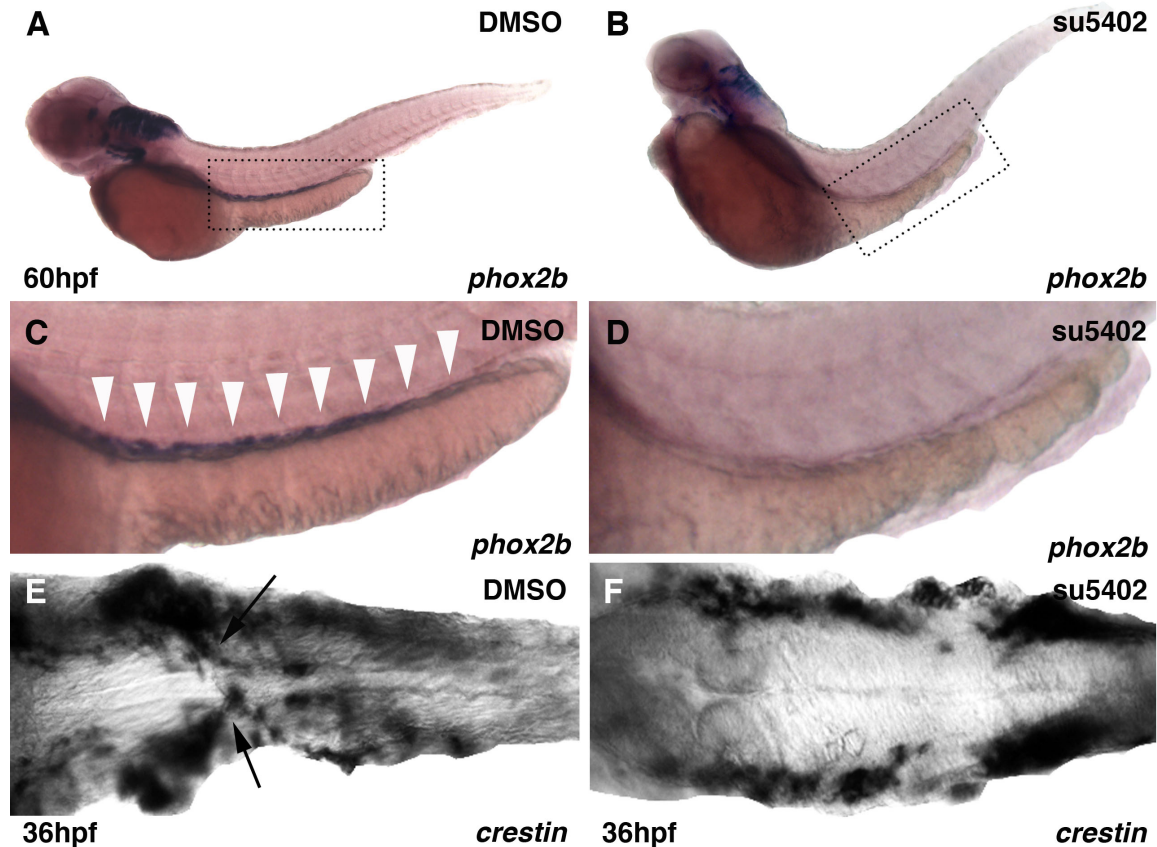 A DMSO
B su5402
60hpf phox2b
phox2b
C DMSO
D su5402
phox2b
phox2b
E DMSO
F su5402
36hpf crestin
36hpf crestin